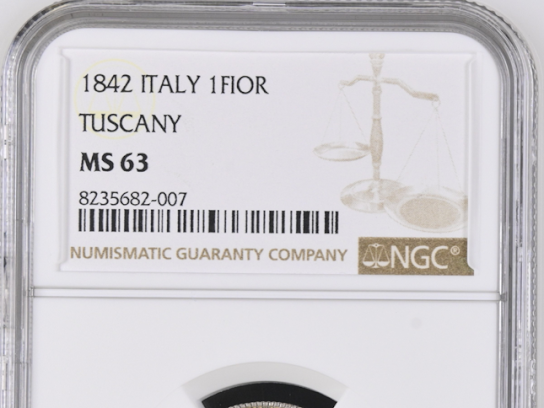 1842 ITALY 1FIOR
TUSCANY
MS 63
8235682-007
NUMISMATIC GUARANTY COMPANY NGC®